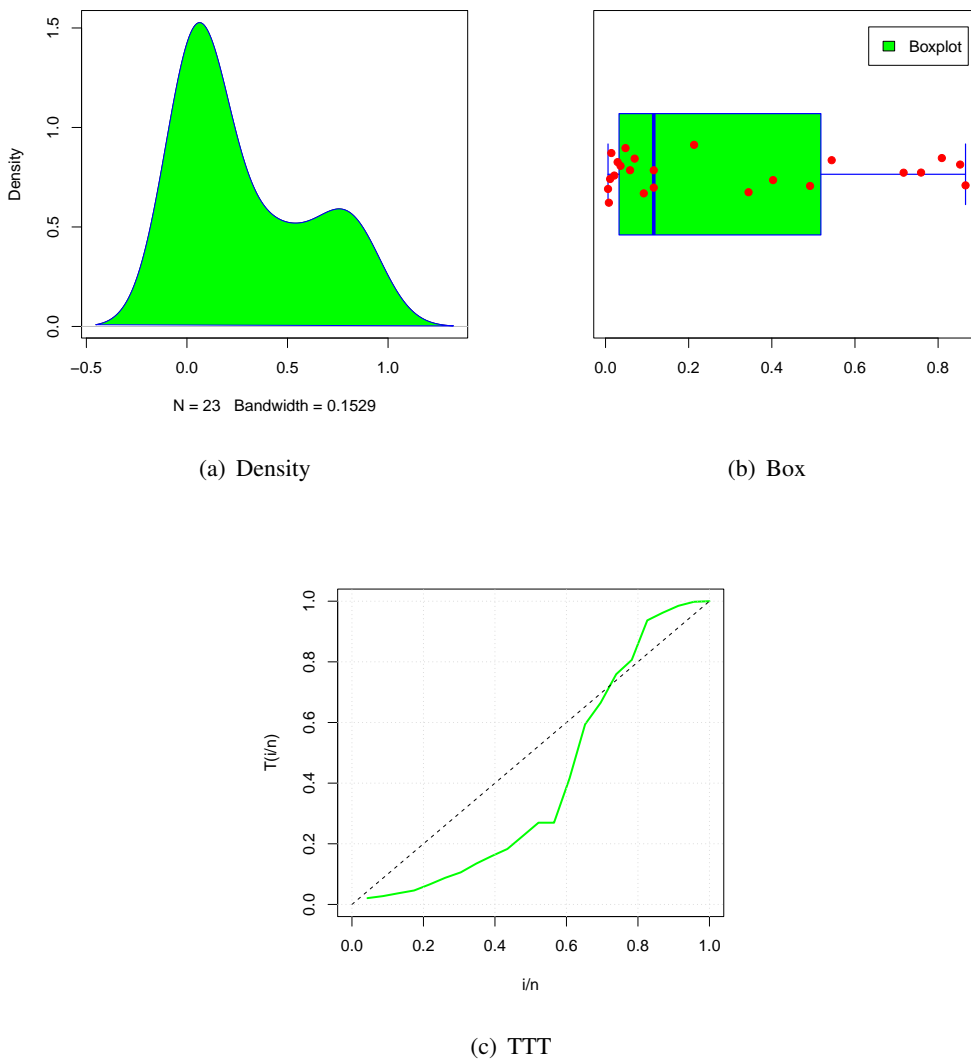 Density
1.5
1.0
0.5
0.0
−0.5 0.0 0.5 1.0
N = 23 Bandwidth = 0.1529
(a) Density
Boxplot
0.0 0.2 0.4 0.6 0.8
(b) Box
T(i/n)
1.0
0.8
0.6
0.4
0.2
0.0
0.0 0.2 0.4 0.6 0.8 1.0
i/n
(c) TTT